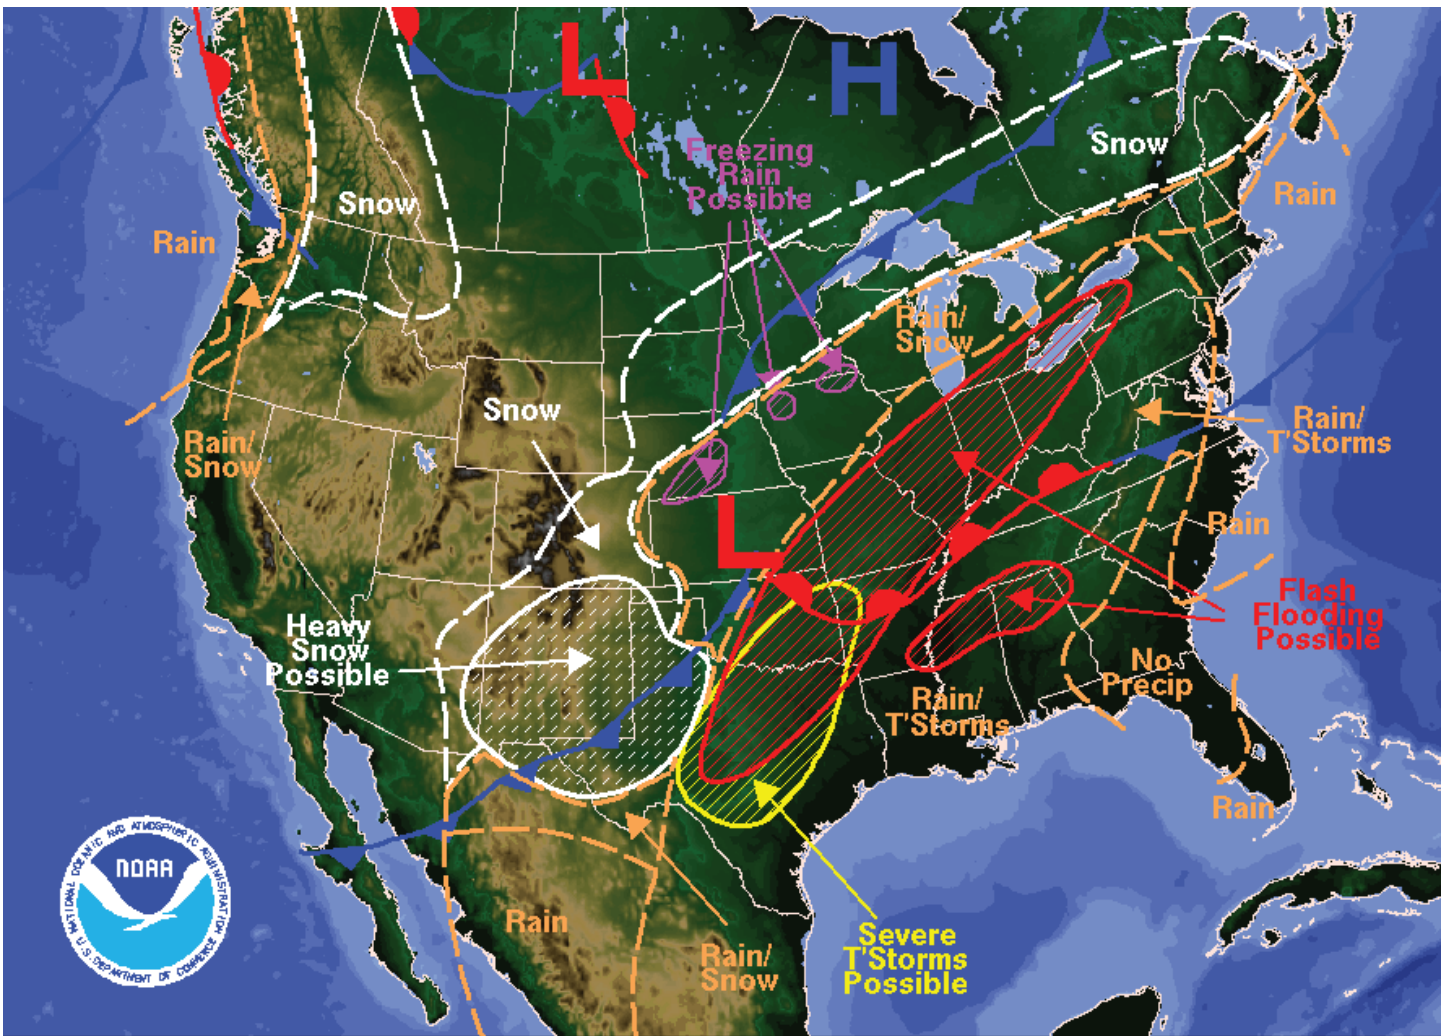 L
H
Freezing
Rain
Possible
Snow
Snow
Rain
Rain
Rain/
Snow
Snow
Rain/
Snow
Rain/
T'Storms
L
Rain
Heavy
Snow
Possible
Flash
Flooding
Possible
No
Precip
Rain/
T'Storms
Rain
Rain
Rain/
Snow
Severe
T'Storms
Possible
NATIONAL OCEANIC AND ATMOSPHERIC ADMINISTRATION
NOAA
U.S. DEPARTMENT OF COMMERCE